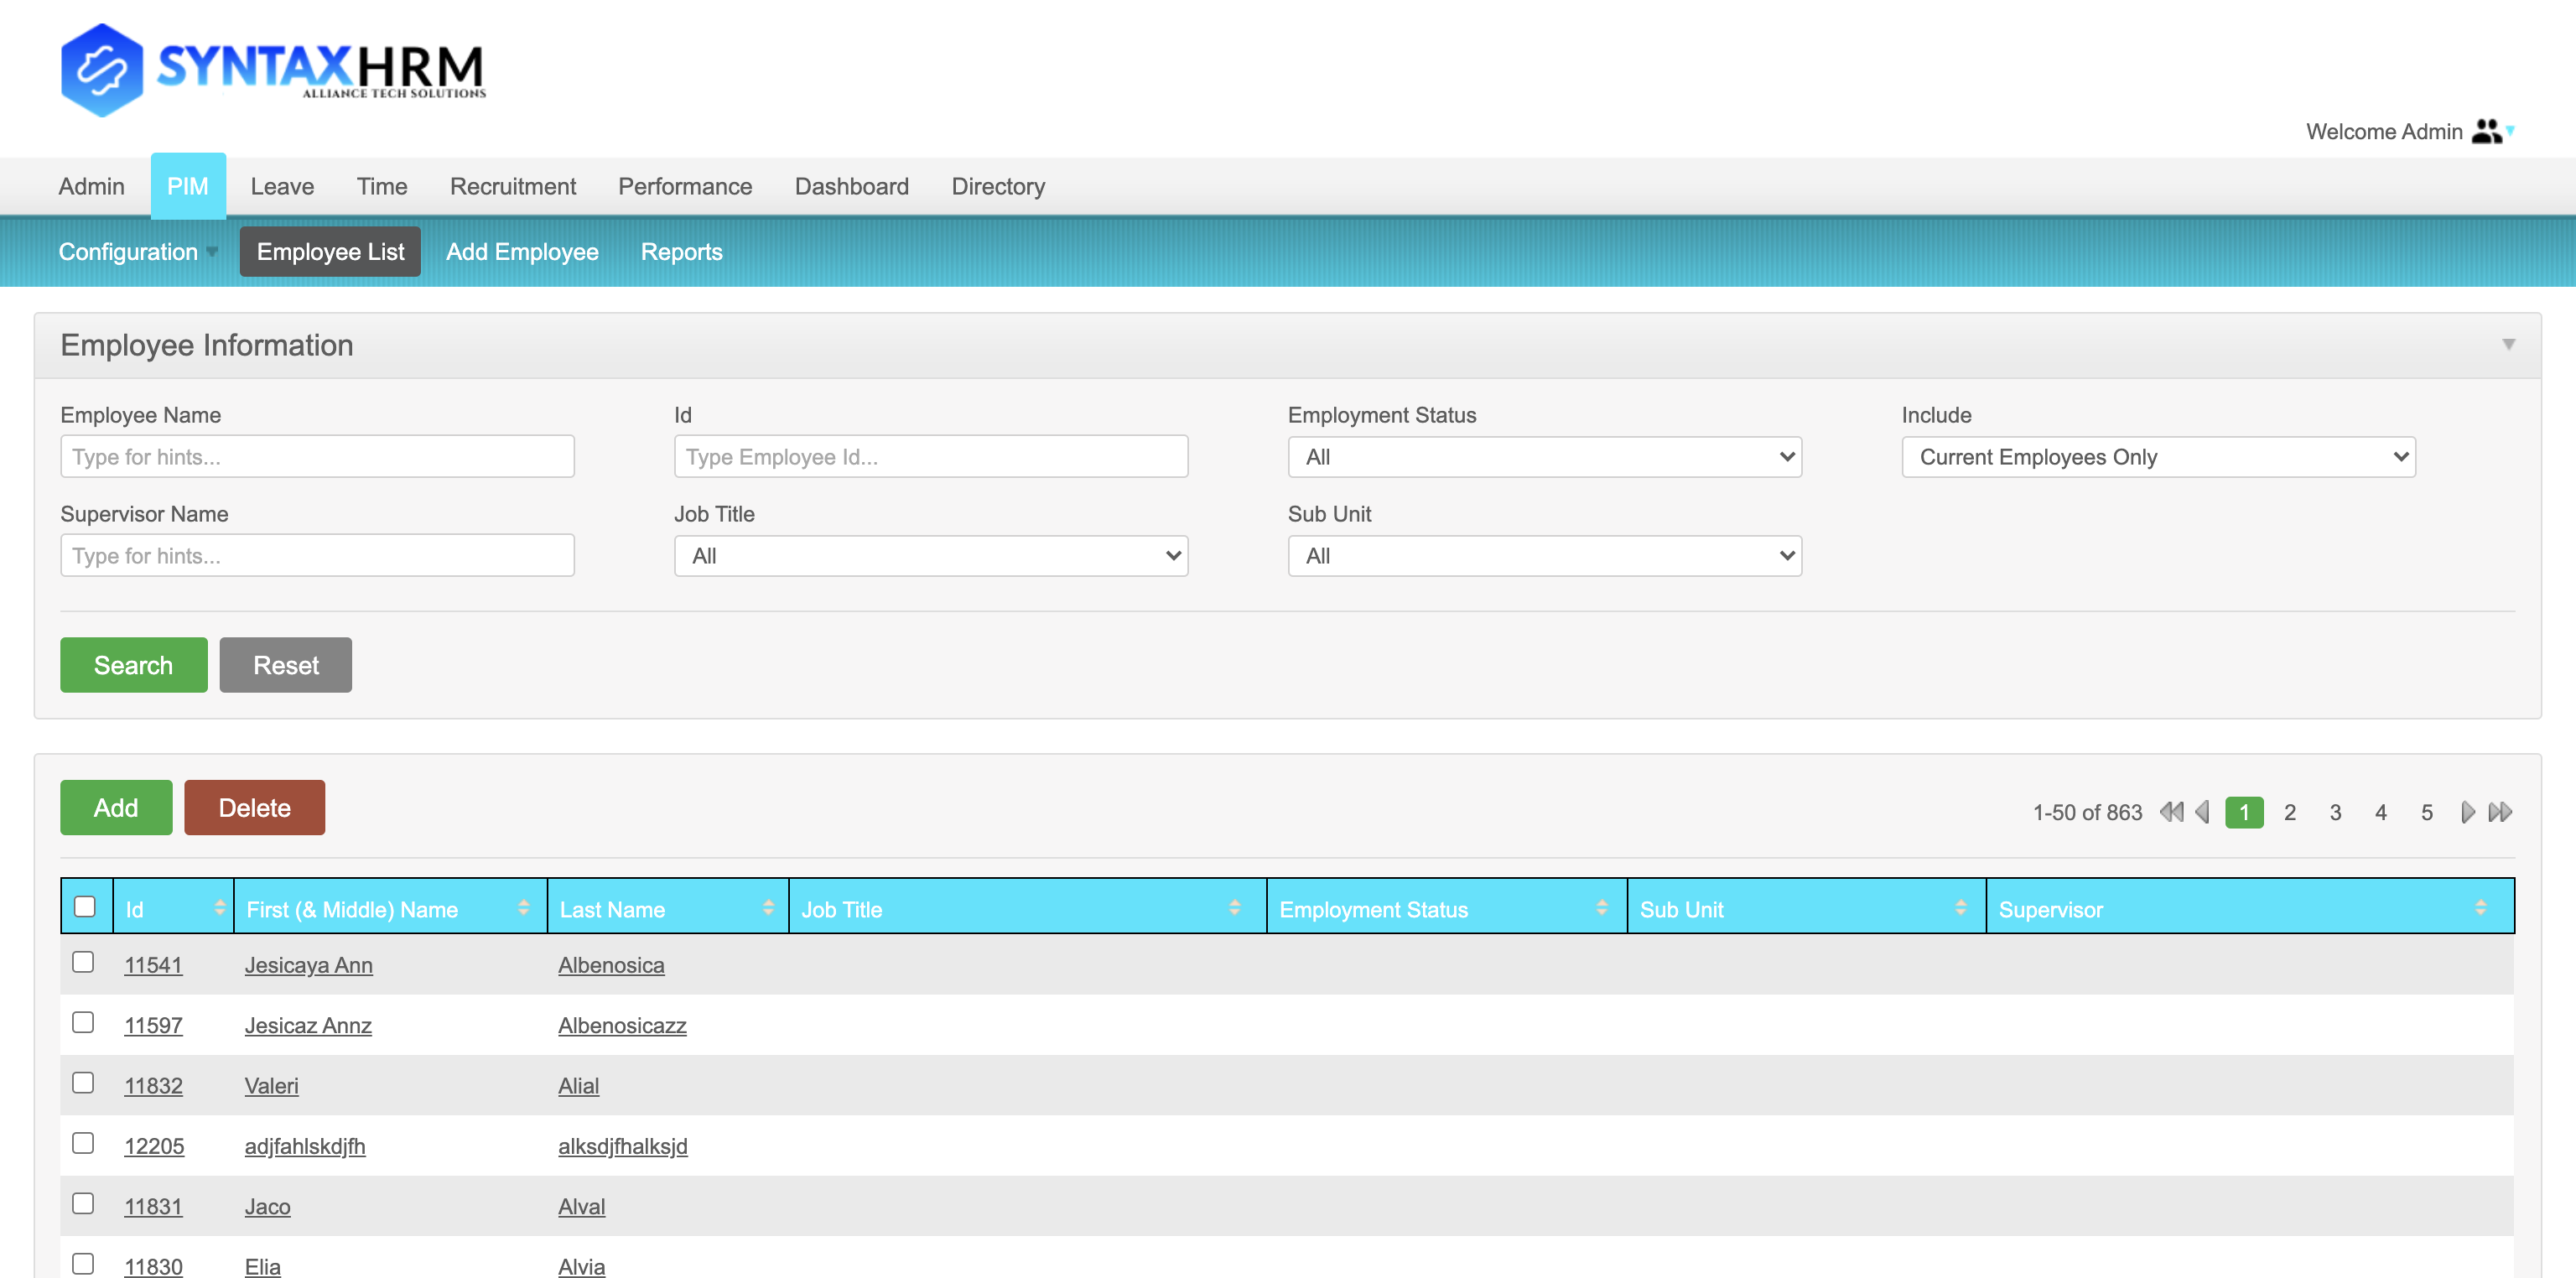 SYNTAXHRM
ALLIANCE TECH SOLUTIONS
Welcome Admin
Admin PIM Leave Time Recruitment Performance Dashboard Directory
Configuration Employee List Add Employee Reports
Employee Information
Employee Name Id Employment Status Include
Type for hints... Type Employee Id... All Current Employees Only
Supervisor Name Job Title Sub Unit
Type for hints... All All
Search Reset
Add Delete 1-50 of 863 1 2 3 4 5
Id First (& Middle) Name Last Name Job Title Employment Status Sub Unit Supervisor
11541 Jesicaya Ann Albenosica
11597 Jesicaz Annz Albenosicazz
11832 Valeri Alial
12205 adjfahlskdjfh alksdjfhalksjd
11831 Jaco Alval
11830 Elia Alvia